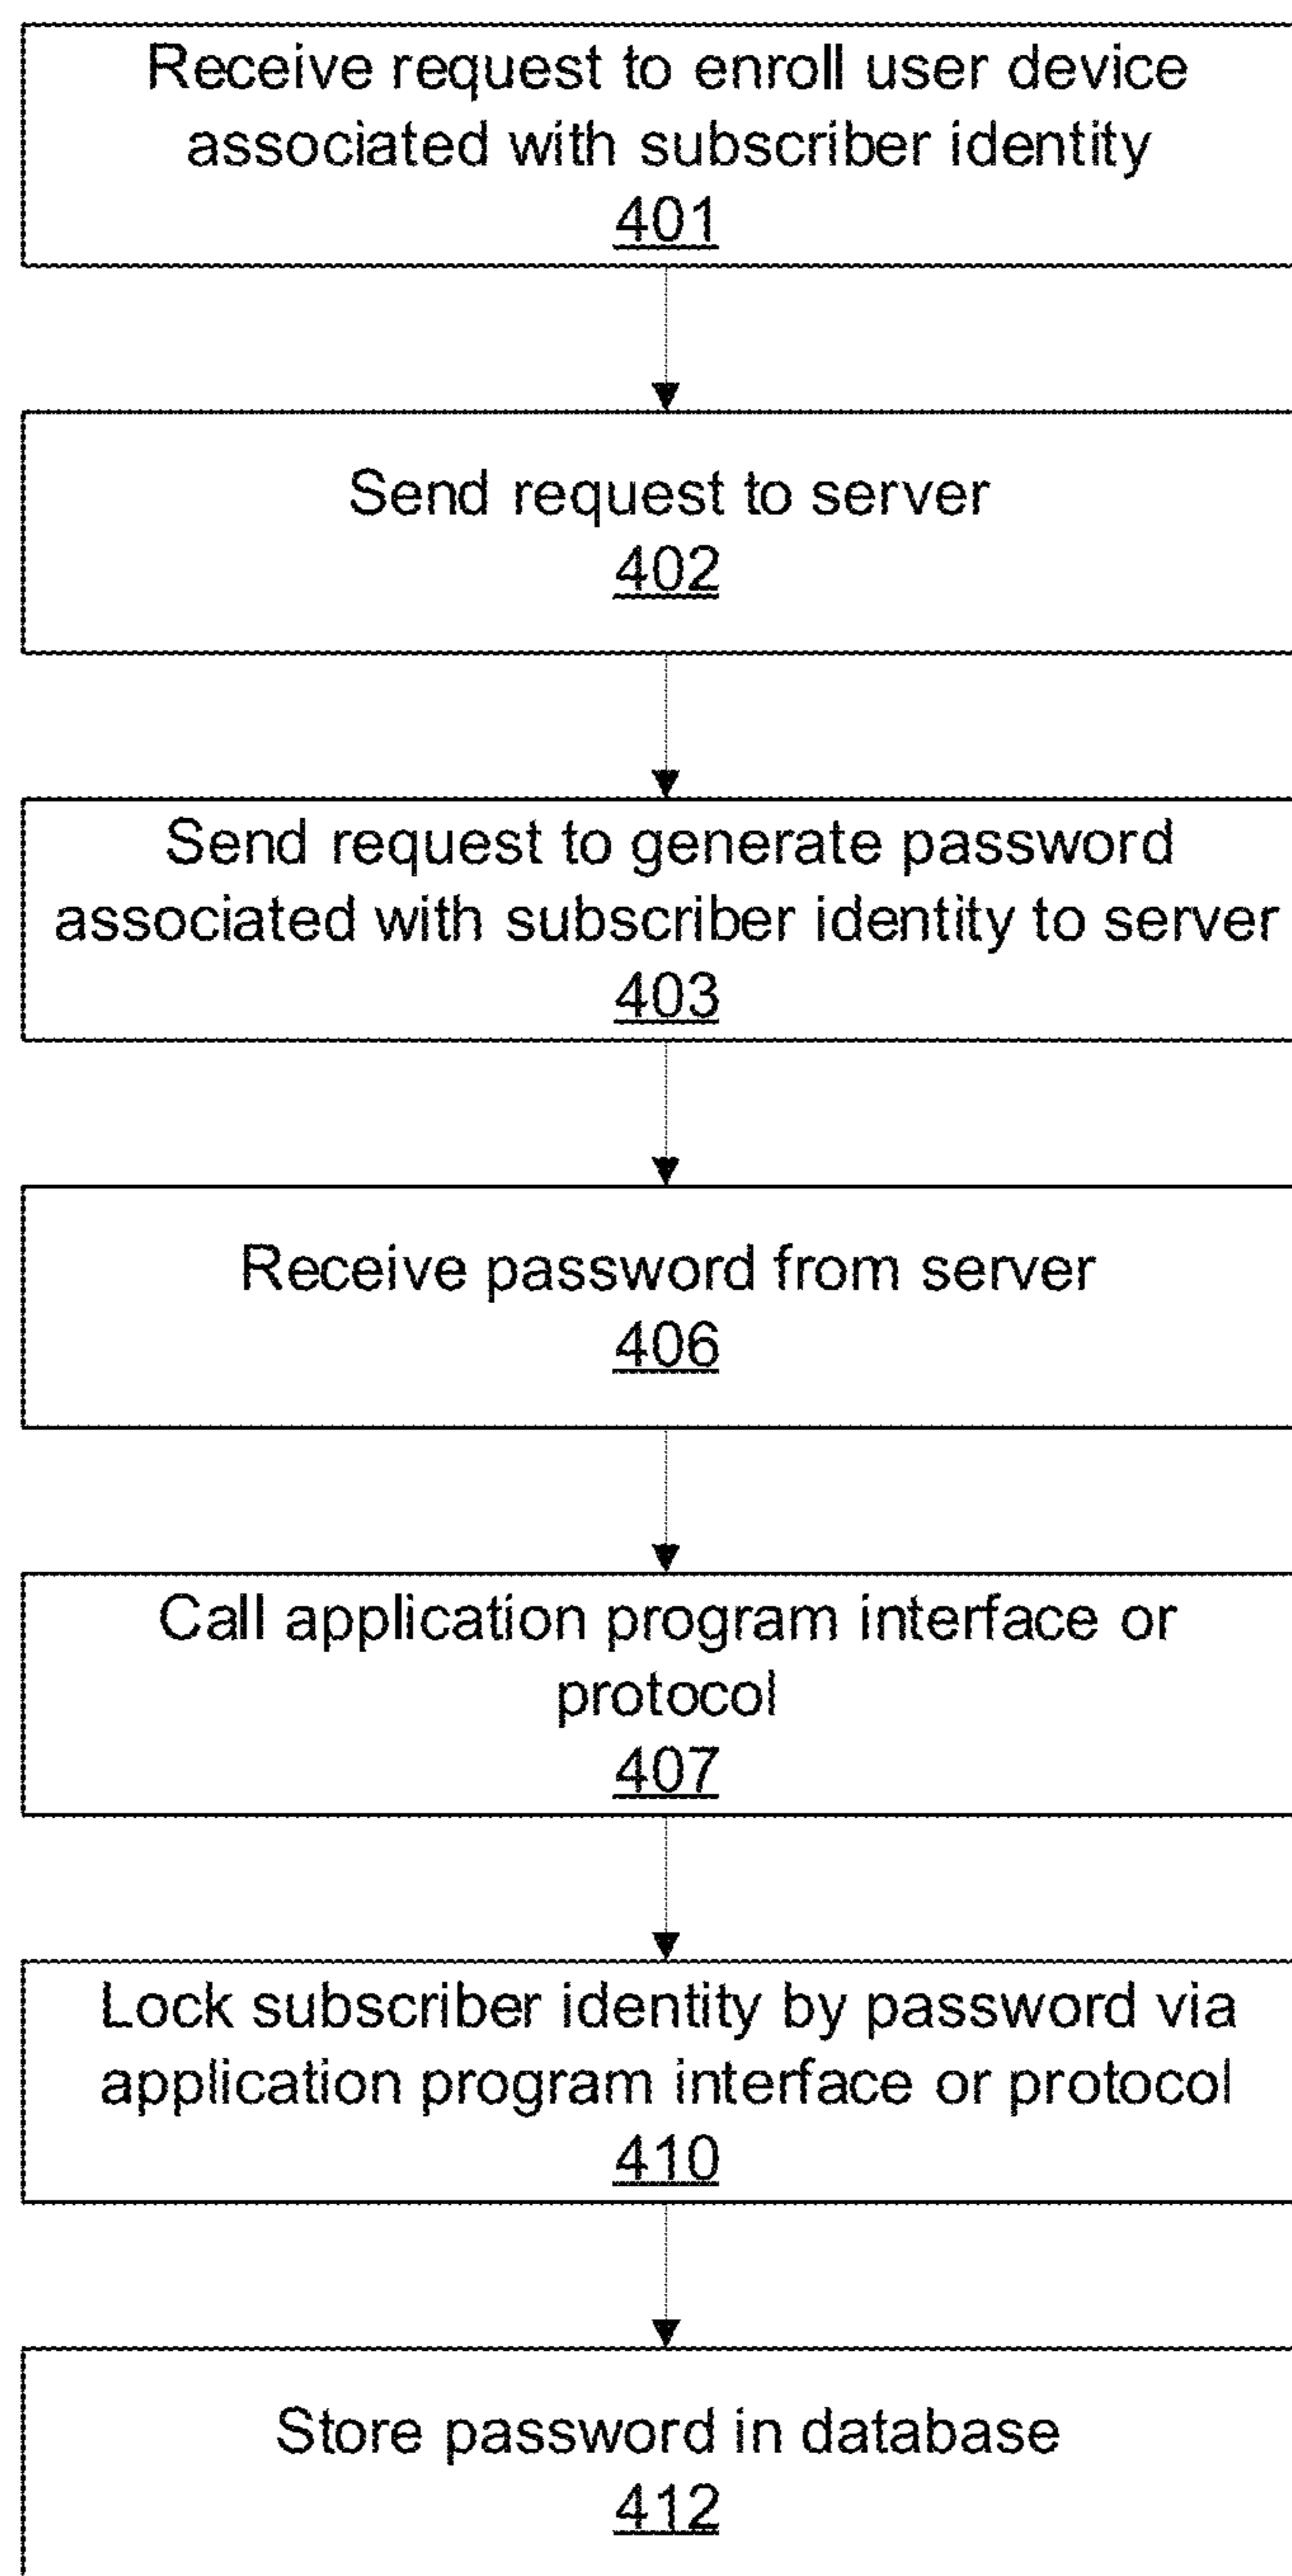 Receive request to enroll user device
associated with subscriber identity
401
Send request to server
402
Send request to generate password
associated with subscriber identity to server
403
Receive password from server
406
Call application program interface or
protocol
407
Lock subscriber identity by password via
application program interface or protocol
410
Store password in database
412